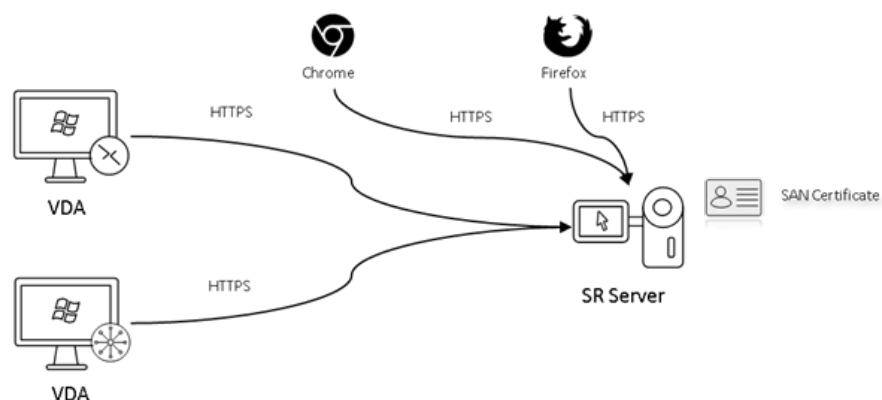 Chrome
Firefox
HTTPS
HTTPS
HTTPS
VDA
SAN Certificate
HTTPS
SR Server
VDA